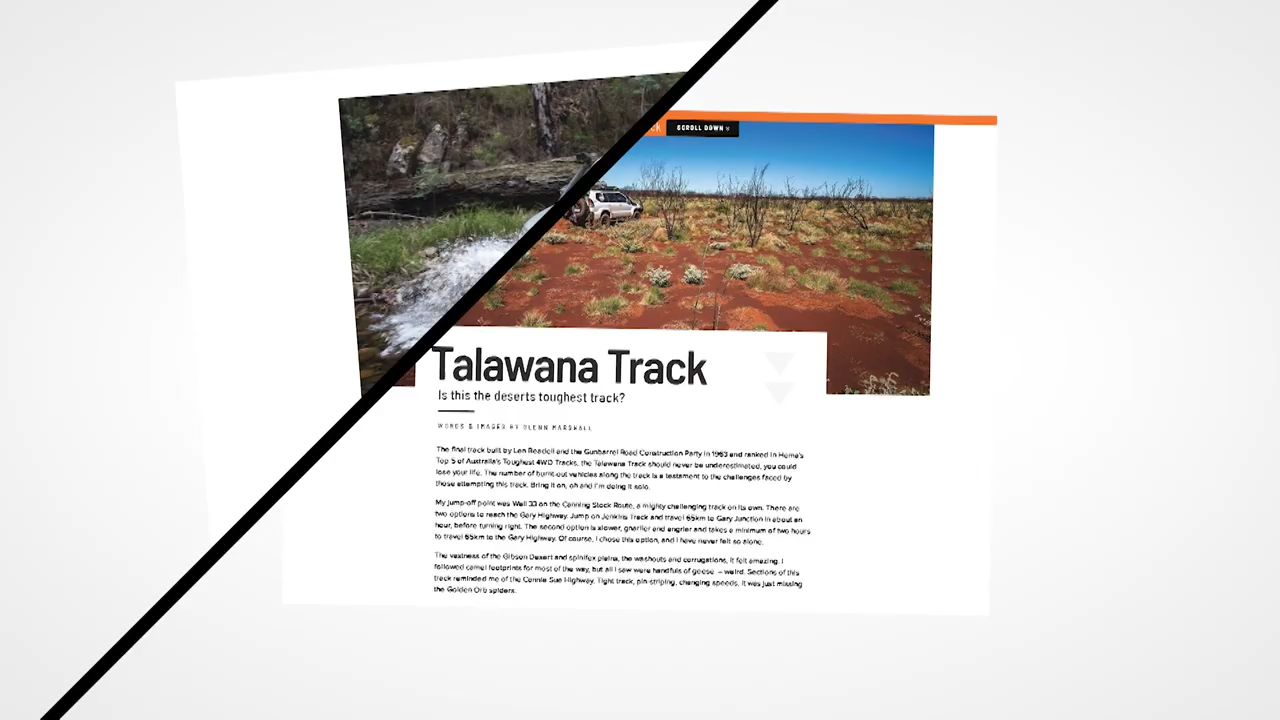 CK SCROLL DOWN
Talawana Track
Is this the deserts toughest track?
WORDS & IMAGES BY GLENN MARSHALL
The final track built by Len Beadell and the Gunbarrel Road Construction Party in 1963 and ranked in Hema's
Top 5 of Australia's Toughest 4WD Tracks, the Talawana Track should never be underestimated, you could
lose your life. The number of burnt-out vehicles along the track is a testament to the challenges faced by
those attempting this track. Bring it on, oh and I'm doing it solo.
My jump-off point was Well 33 on the Canning Stock Route, a mighty challenging track on its own. There are
two options to reach the Gary Highway. Jump on Jenkins Track and travel 65km to Gary Junction in about an
hour, before turning right. The second option is slower, gnarlier and angrier and takes a minimum of two hours
to travel 65km to the Gary Highway. Of course, I chose this option, and I have never felt so alone.
The vastness of the Gibson Desert and spinifex plains, the washouts and corrugations, it felt amazing. I
followed camel footprints for most of the way, but all I saw were handfuls of geese – weird. Sections of this
track reminded me of the Connie Sue Highway. Tight track, pin-striping, changing speeds, it was just missing
the Golden Orb spiders.